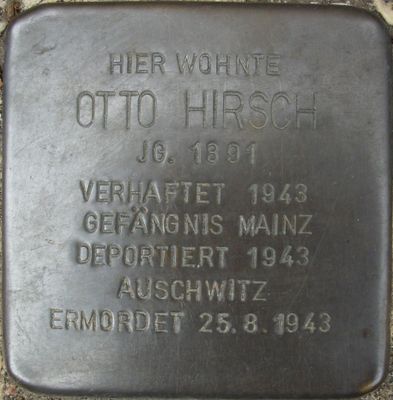 HIER WOHNTE
OTTO HIRSCH
JG. 1891
VERHAFTET 1943
GEFÄNGNIS MAINZ
DEPORTIERT 1943
AUSCHWITZ
ERMORDET 25.8.1943